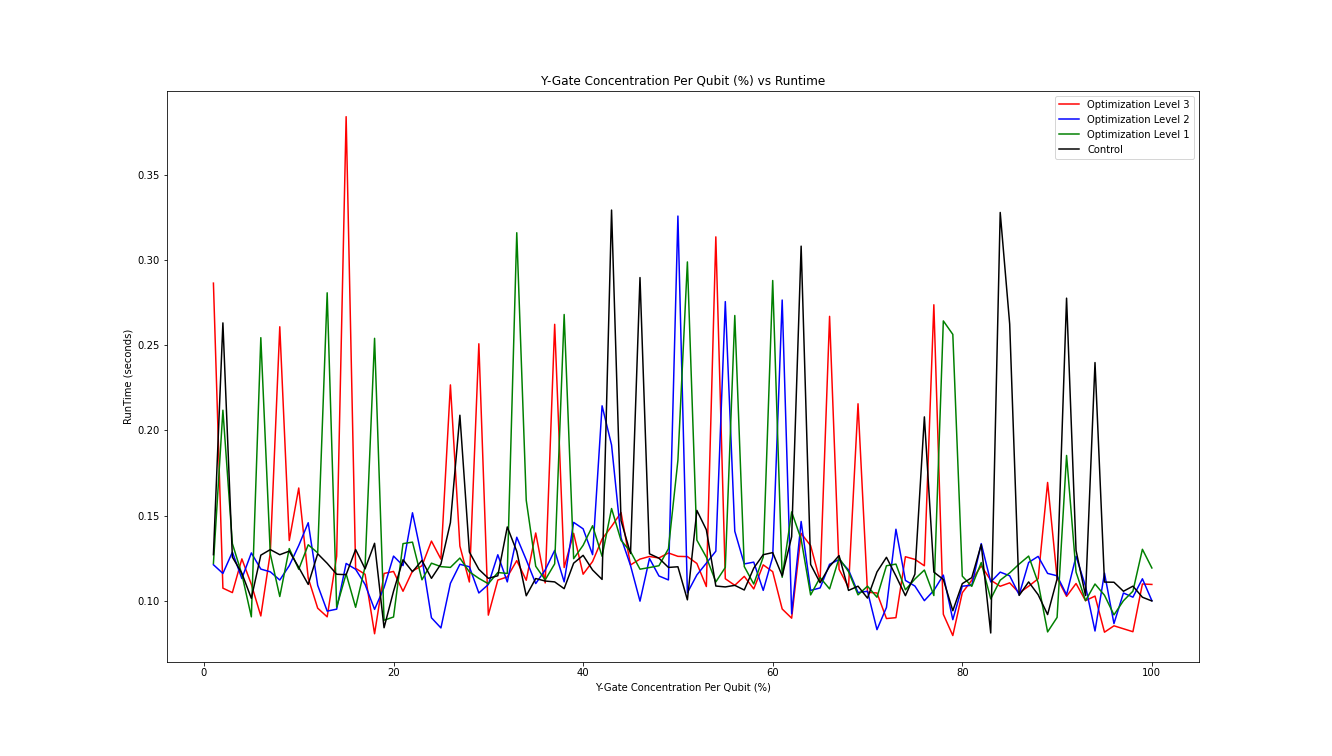 Y-Gate Concentration Per Qubit (%) vs Runtime
Optimization Level 3
Optimization Level 2
Optimization Level 1
Control
RunTime (seconds)
0.35
0.30
0.25
0.20
0.15
0.10
0 20 40 60 80 100
Y-Gate Concentration Per Qubit (%)